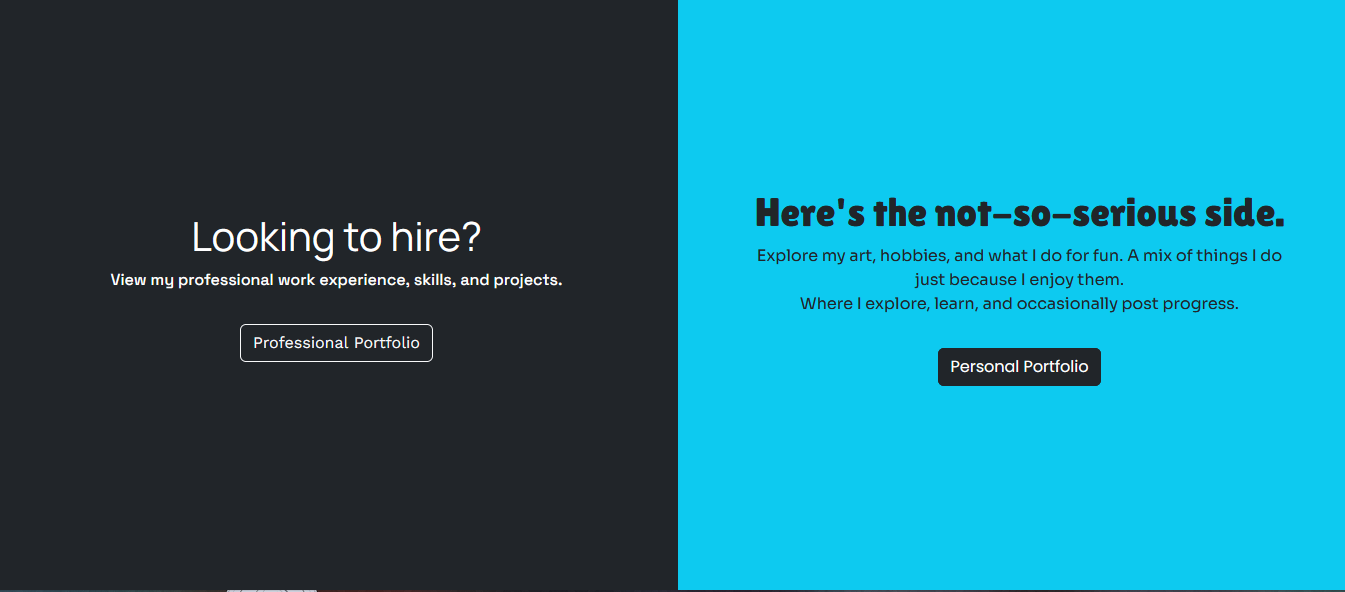 Looking to hire?
View my professional work experience, skills, and projects.
Professional Portfolio
Here's the not-so-serious side.
Explore my art, hobbies, and what I do for fun. A mix of things I do
just because I enjoy them.
Where I explore, learn, and occasionally post progress.
Personal Portfolio